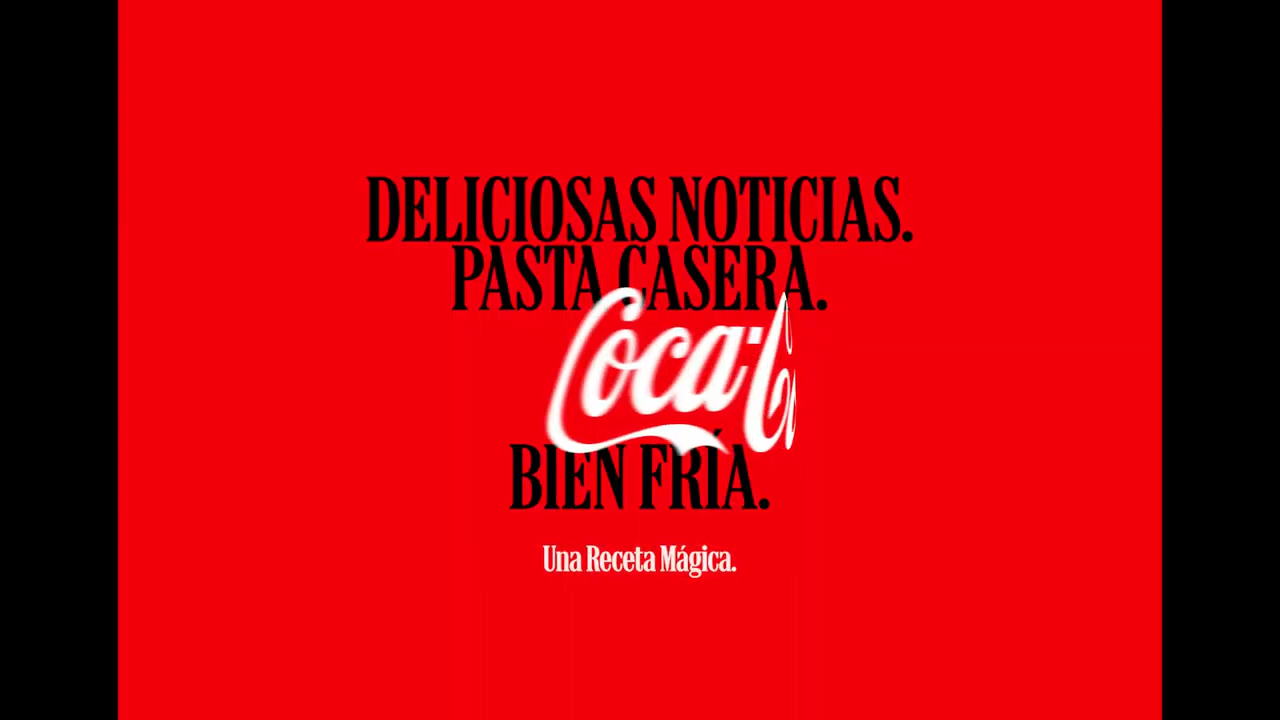 DELICIOSAS NOTICIAS.
PASTA CASERA.
Coca-C
BIEN FRÍA.
Una Receta Mágica.